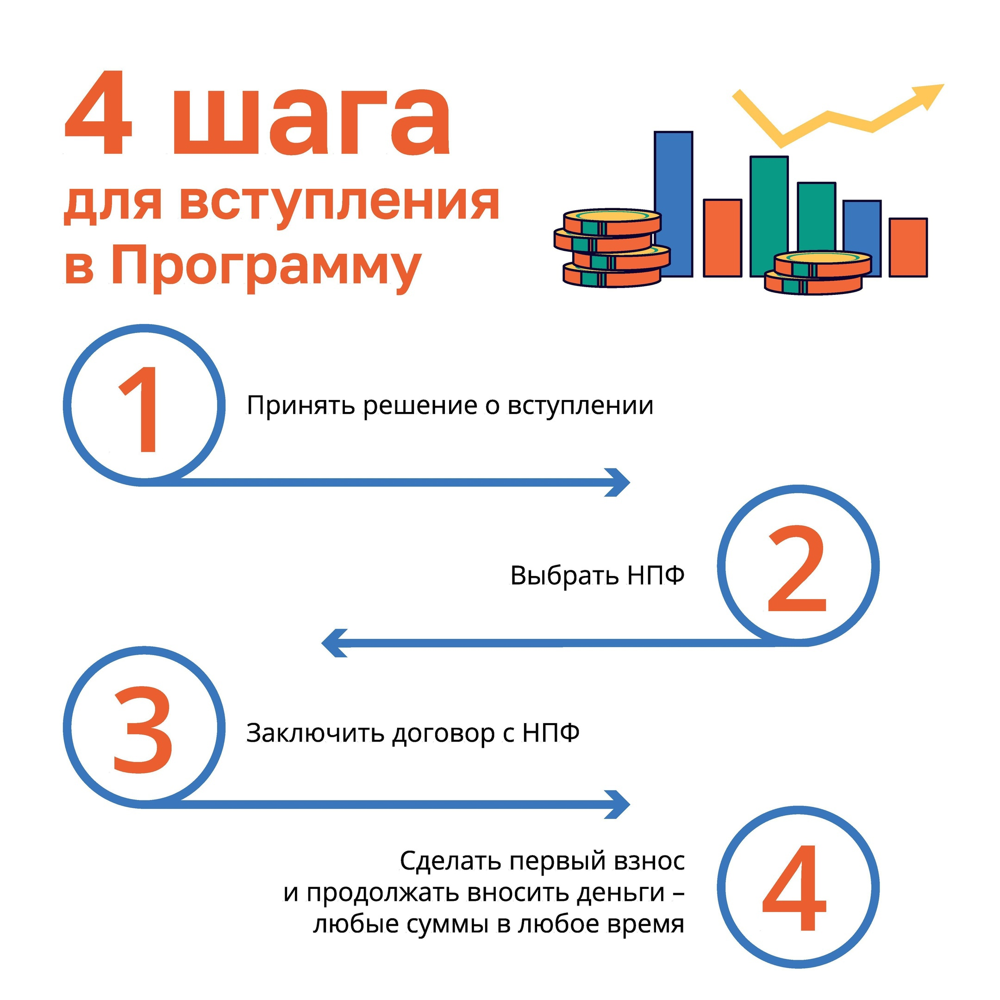 4 шага
для вступления
в Программу
1
Принять решение о вступлении
2
Выбрать НПФ
3
Заключить договор с НПФ
4
Сделать первый взнос
и продолжать вносить деньги –
любые суммы в любое время